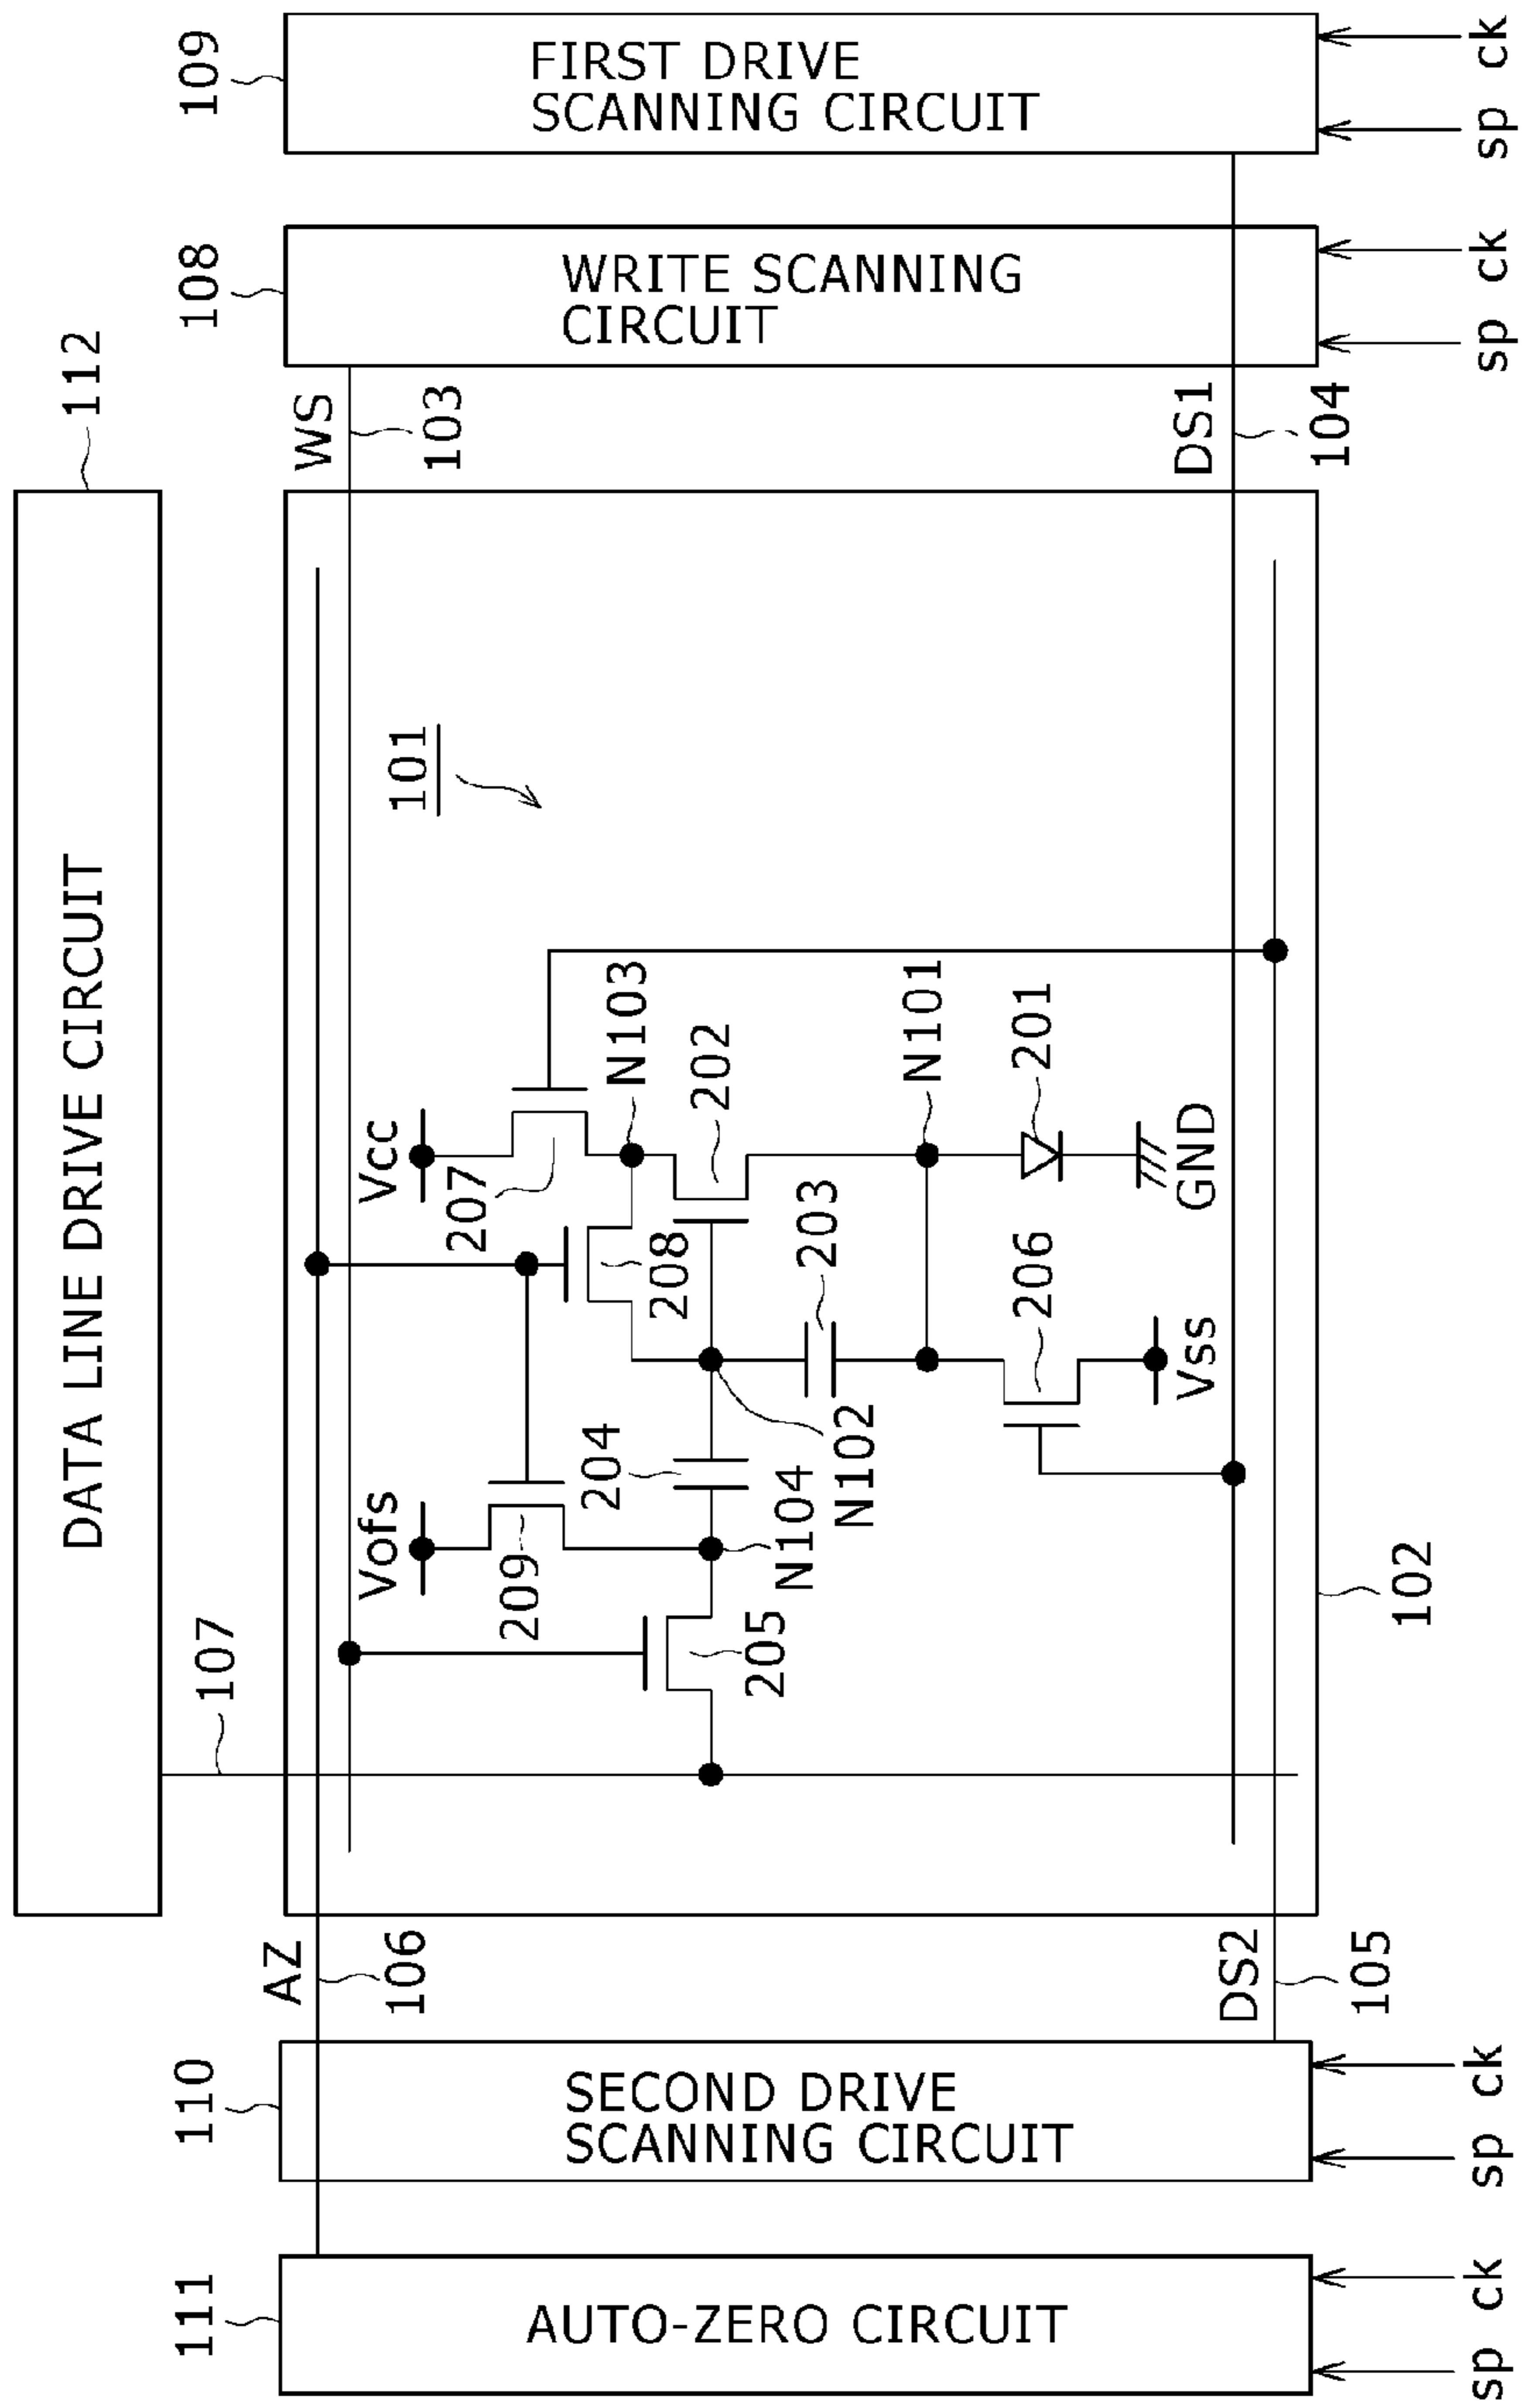 DATA LINE DRIVE CIRCUIT
112
107
111
AUTO-ZERO CIRCUIT
sp ck
110
SECOND DRIVE
SCANNING CIRCUIT
sp ck
AZ
106
DS2
105
Vofs
209
204
205
N104
N102
Vcc
207
208
N103
202
203
N101
201
206
Vss
GND
101
102
WS
103
DS1
104
108
WRITE SCANNING
CIRCUIT
sp ck
109
FIRST DRIVE
SCANNING CIRCUIT
sp ck